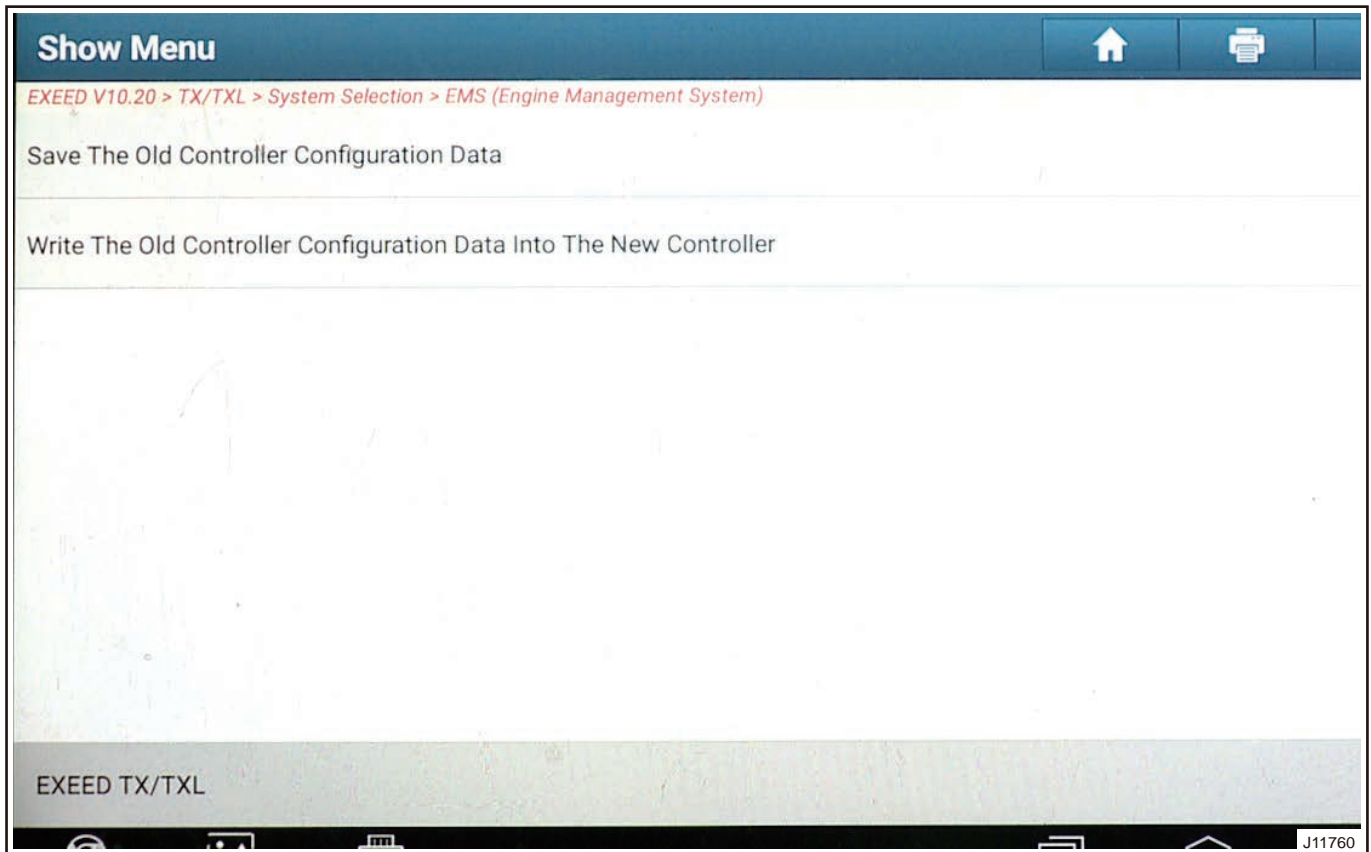 Show Menu
EXEED V10.20 > TX/TXL > System Selection > EMS (Engine Management System)
Save The Old Controller Configuration Data
Write The Old Controller Configuration Data Into The New Controller
EXEED TX/TXL
J11760